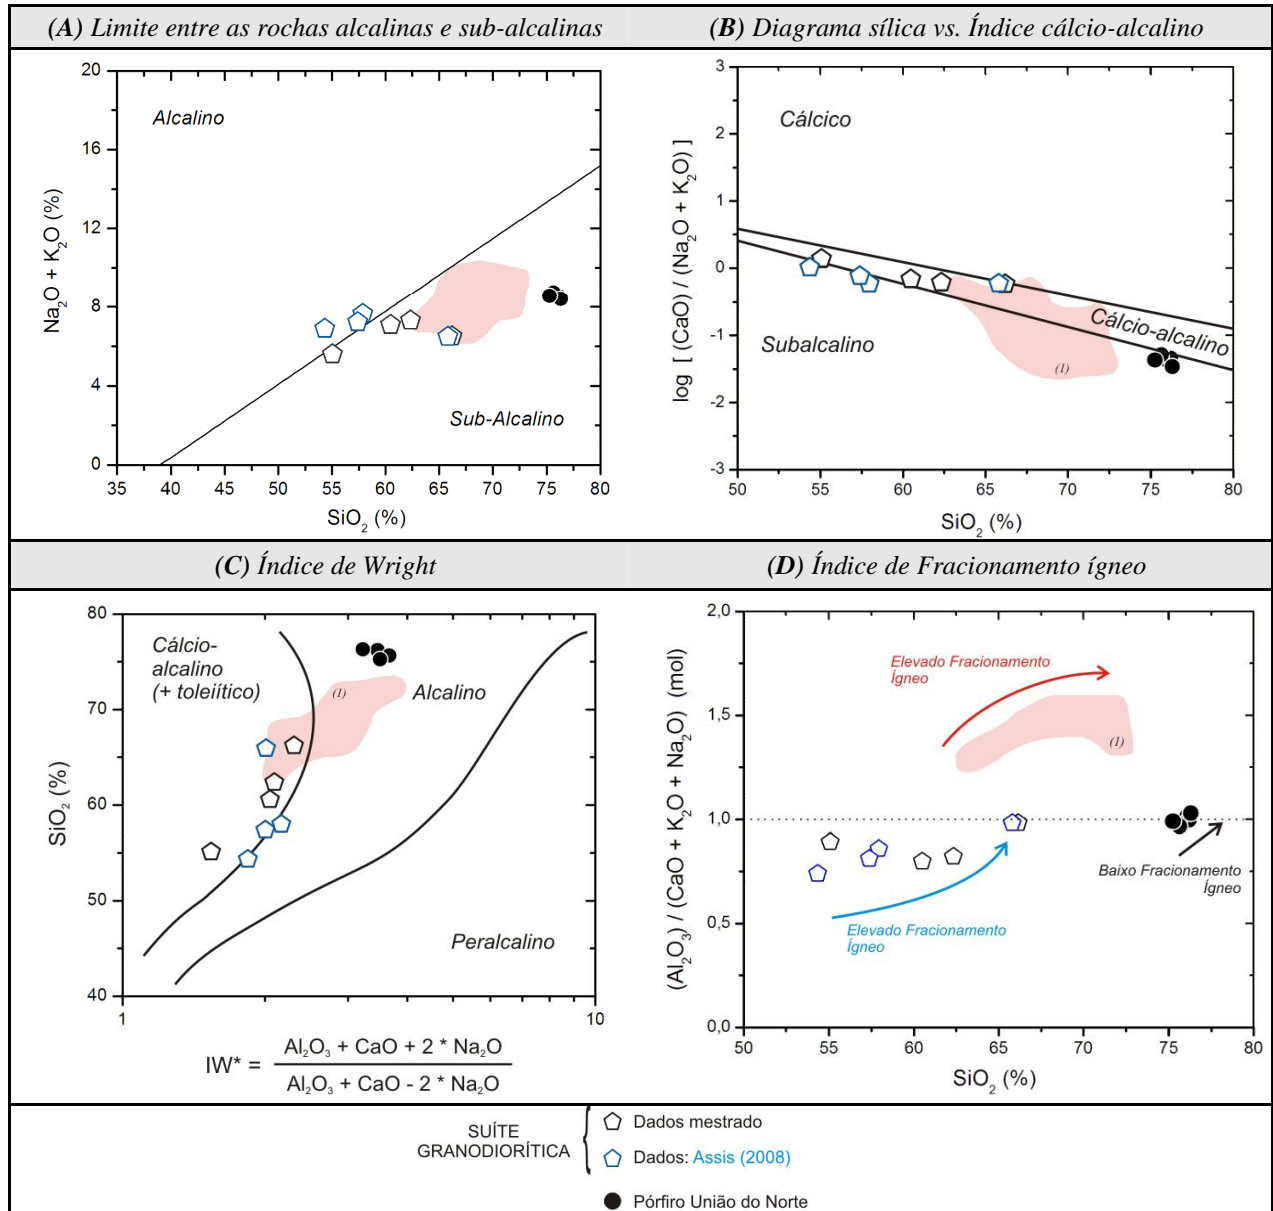 (A) Limite entre as rochas alcalinas e sub-alcalinas
(B) Diagrama sílica vs. Índice cálcio-alcalino
20
16
12
8
4
0
Na2O + K2O (%)
Alcalino
Sub-Alcalino
35 40 45 50 55 60 65 70 75 80
SiO2 (%)
3
2
1
0
-1
-2
-3
log [ (CaO) / (Na2O + K2O) ]
Cálcico
Cálcio-alcalino
Subalcalino
(1)
50 55 60 65 70 75 80
SiO2 (%)
(C) Índice de Wright
(D) Índice de Fracionamento ígneo
80
70
60
50
40
SiO2 (%)
Cálcio-
alcalino
(+ toleiítico)
(1)
Alcalino
Peralcalino
1 10
IW* =
Al2O3 + CaO + 2 * Na2O
Al2O3 + CaO - 2 * Na2O
2,0
1,5
1,0
0,5
0,0
(Al2O3) / (CaO + K2O + Na2O) (mol)
Elevado Fracionamento
Ígneo
(1)
Baixo Fracionamento
Ígneo
Elevado Fracionamento
Ígneo
50 55 60 65 70 75 80
SiO2 (%)
SUÍTE
GRANODIORÍTICA
Dados mestrado
Dados: Assis (2008)
Pórfiro União do Norte